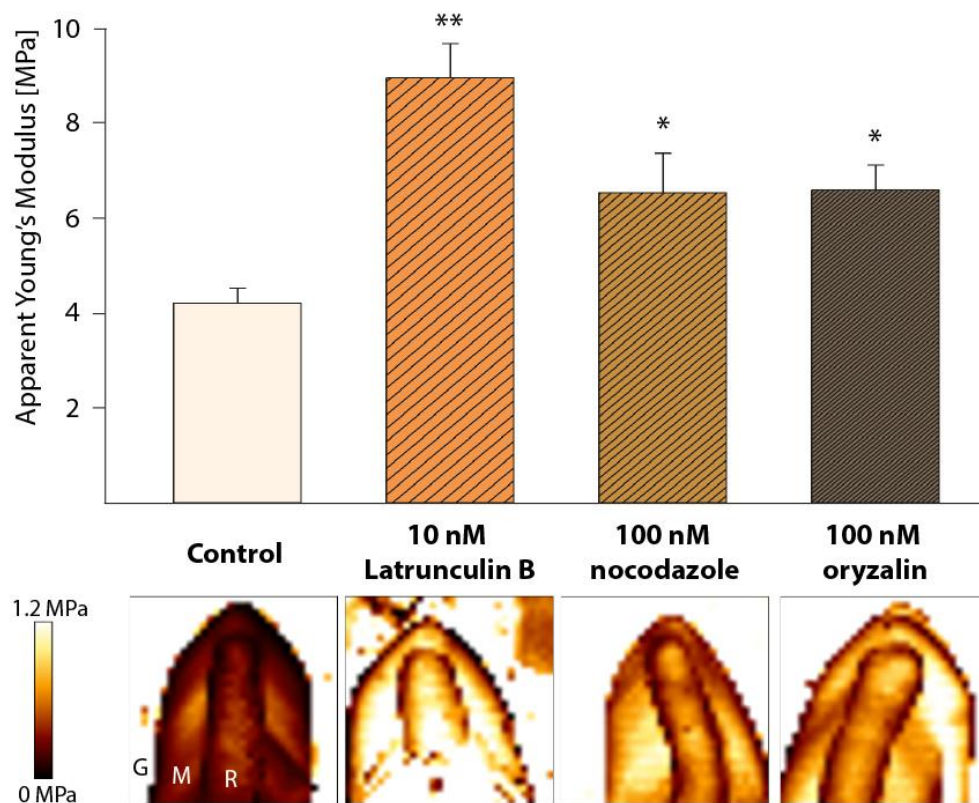 Apparent Young's Modulus [MPa]
10
8
6
4
2
**
*
*
Control
10 nM
Latrunculin B
100 nM
nocodazole
100 nM
oryzalin
1.2 MPa
0 MPa
G
M
R